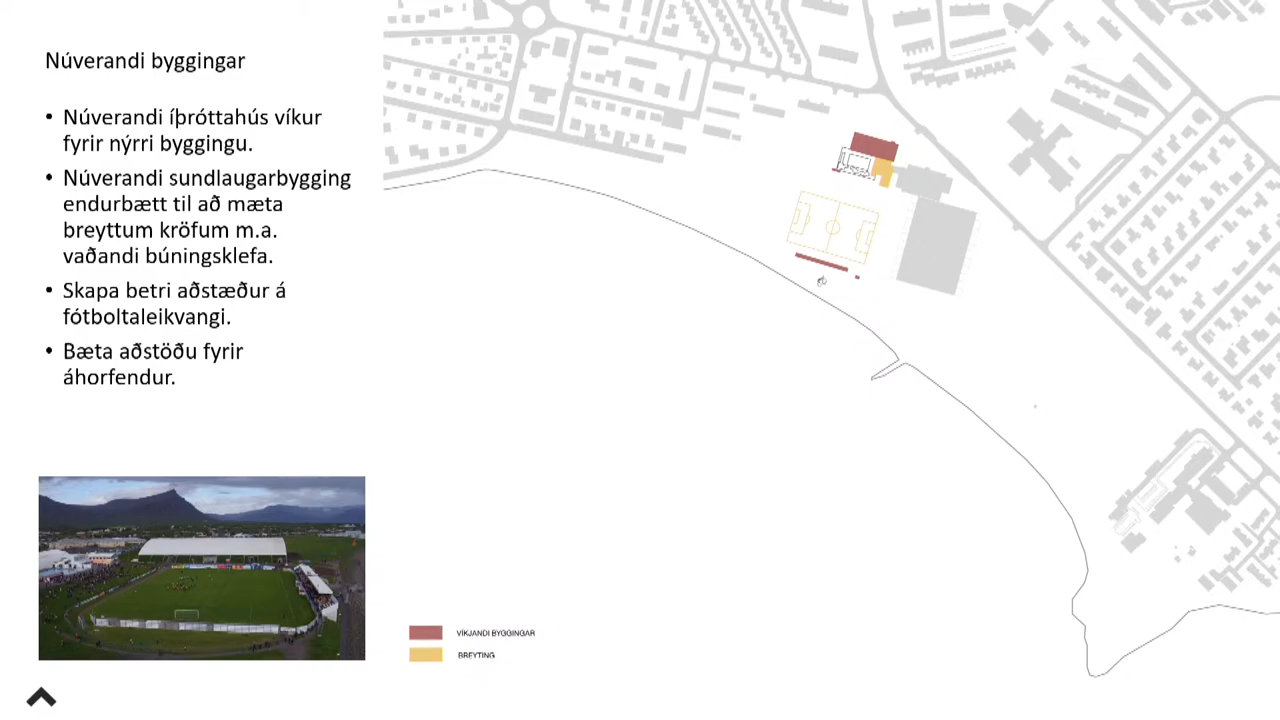 Núverandi byggingar
• Núverandi íþróttahús víkur
fyrir nýrri byggingu.
• Núverandi sundlaugarbygging
endurbætt til að mæta
breyttum kröfum m.a.
vaðandi búningsklefa.
• Skapa betri aðstæður á
fótboltaleikvangi.
• Bæta aðstöðu fyrir
áhorfendur.
VÍKJANDI BYGGINGAR
BREYTING